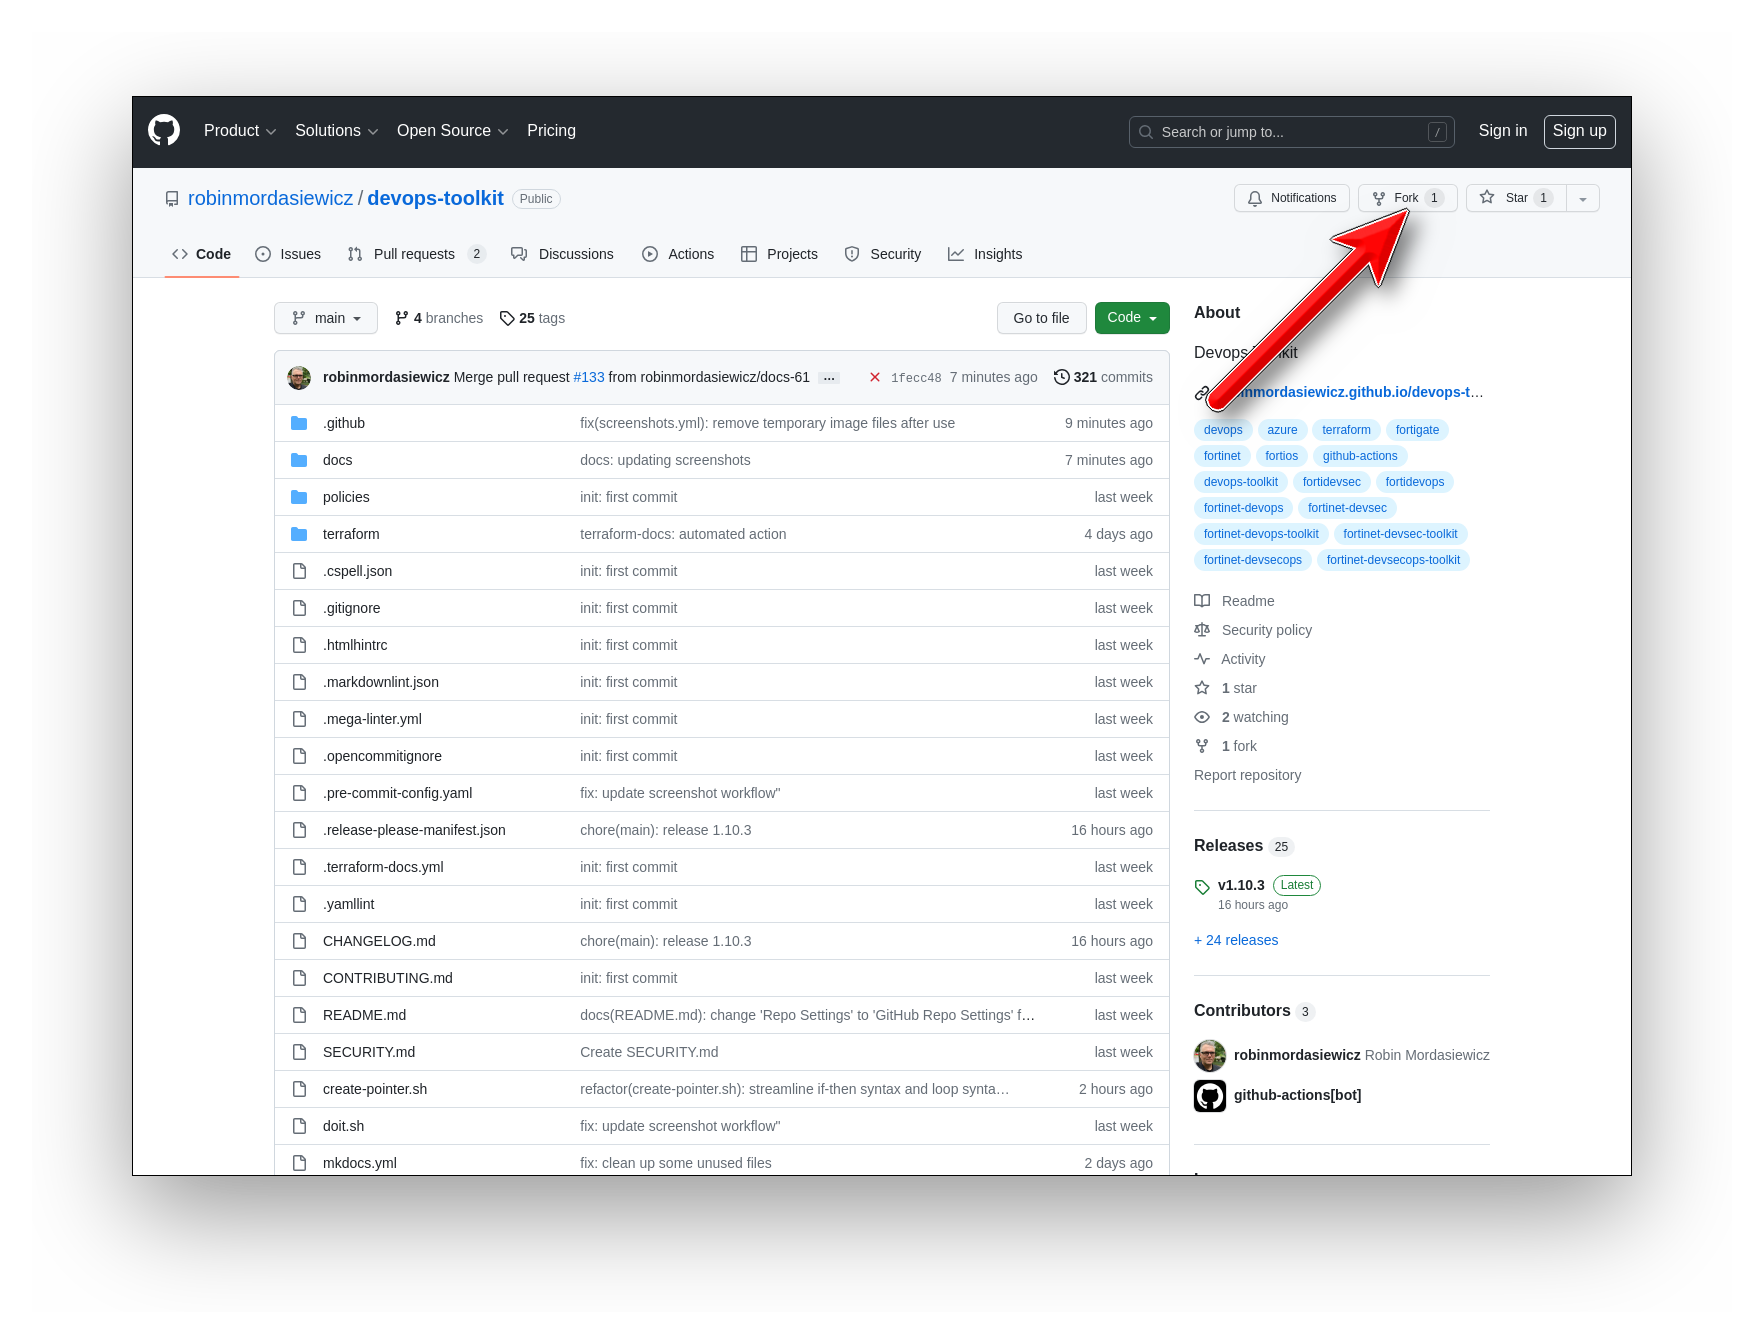 Product Solutions Open Source Pricing Search or jump to... / Sign in Sign up
robinmordasiewicz / devops-toolkit Public Notifications Fork 1 Star 1
Code Issues Pull requests 2 Discussions Actions Projects Security Insights
main 4 branches 25 tags Go to file Code
robinmordasiewicz Merge pull request #133 from robinmordasiewicz/docs-61 ... 1fecc48 7 minutes ago 321 commits
.github fix(screenshots.yml): remove temporary image files after use 9 minutes ago
docs docs: updating screenshots 7 minutes ago
policies init: first commit last week
terraform terraform-docs: automated action 4 days ago
.cspell.json init: first commit last week
.gitignore init: first commit last week
.htmlhintrc init: first commit last week
.markdownlint.json init: first commit last week
.mega-linter.yml init: first commit last week
.opencommitignore init: first commit last week
.pre-commit-config.yaml fix: update screenshot workflow" last week
.release-please-manifest.json chore(main): release 1.10.3 16 hours ago
.terraform-docs.yml init: first commit last week
.yamllint init: first commit last week
CHANGELOG.md chore(main): release 1.10.3 16 hours ago
CONTRIBUTING.md init: first commit last week
README.md docs(README.md): change 'Repo Settings' to 'GitHub Repo Settings' f... last week
SECURITY.md Create SECURITY.md last week
create-pointer.sh refactor(create-pointer.sh): streamline if-then syntax and loop synta... 2 hours ago
doit.sh fix: update screenshot workflow" last week
mkdocs.yml fix: clean up some unused files 2 days ago
About
Devops
devops azure terraform fortigate
fortinet fortios github-actions
devops-toolkit fortidevsec fortidevops
fortinet-devops fortinet-devsec
fortinet-devops-toolkit fortinet-devsec-toolkit
fortinet-devsecops fortinet-devsecops-toolkit
Readme
Security policy
Activity
1 star
2 watching
1 fork
Report repository
Releases 25
v1.10.3 Latest
16 hours ago
+ 24 releases
Contributors 3
robinmordasiewicz Robin Mordasiewicz
github-actions[bot]